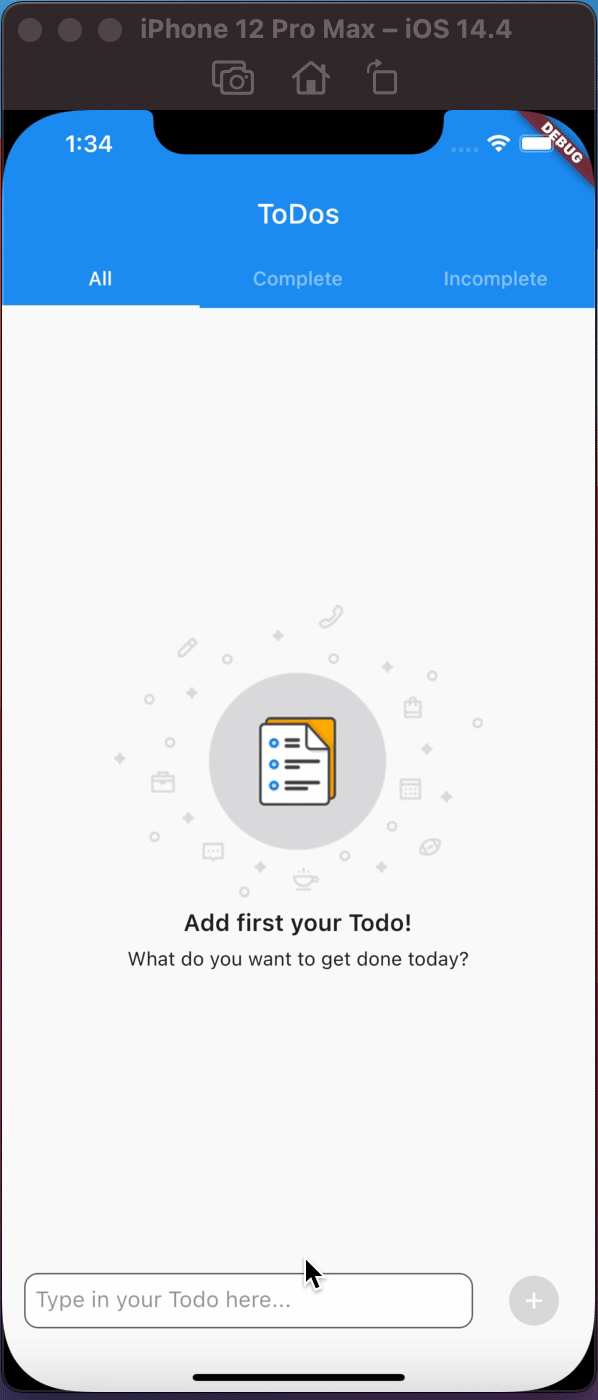 iPhone 12 Pro Max – iOS 14.4
1:34
DEBUG
ToDos
All Complete Incomplete
Add first your Todo!
What do you want to get done today?
Type in your Todo here...